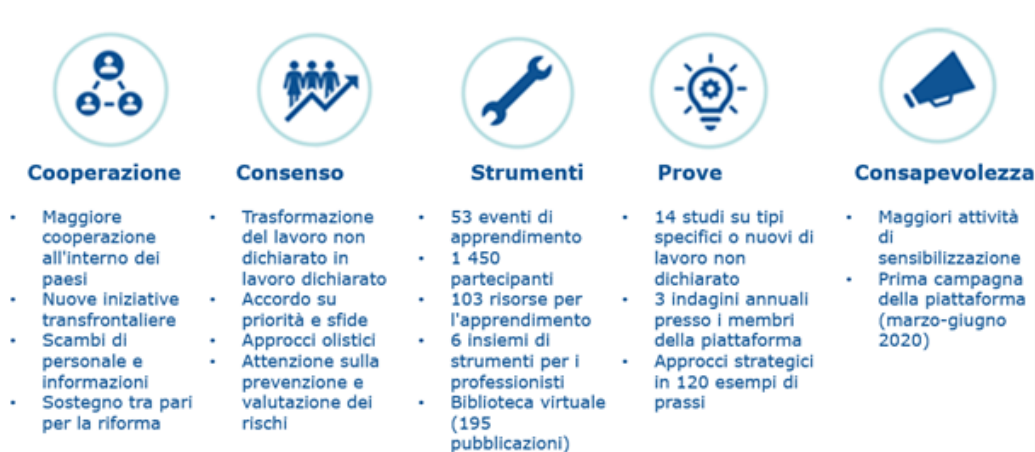 Cooperazione
• Maggiore
cooperazione
all'interno dei
paesi
• Nuove iniziative
transfrontaliere
• Scambi di
personale e
informazioni
• Sostegno tra pari
per la riforma
Consenso
• Trasformazione
del lavoro non
dichiarato in
lavoro dichiarato
• Accordo su
priorità e sfide
• Approcci olistici
• Attenzione sulla
prevenzione e
valutazione dei
rischi
Strumenti
• 53 eventi di
apprendimento
• 1 450
partecipanti
• 103 risorse per
l'apprendimento
• 6 insiemi di
strumenti per i
professionisti
• Biblioteca virtuale
(195
pubblicazioni)
Prove
• 14 studi su tipi
specifici o nuovi di
lavoro non
dichiarato
• 3 indagini annuali
presso i membri
della piattaforma
• Approcci strategici
in 120 esempi di
prassi
Consapevolezza
• Maggiori attività
di
sensibilizzazione
• Prima campagna
della piattaforma
(marzo-giugno
2020)